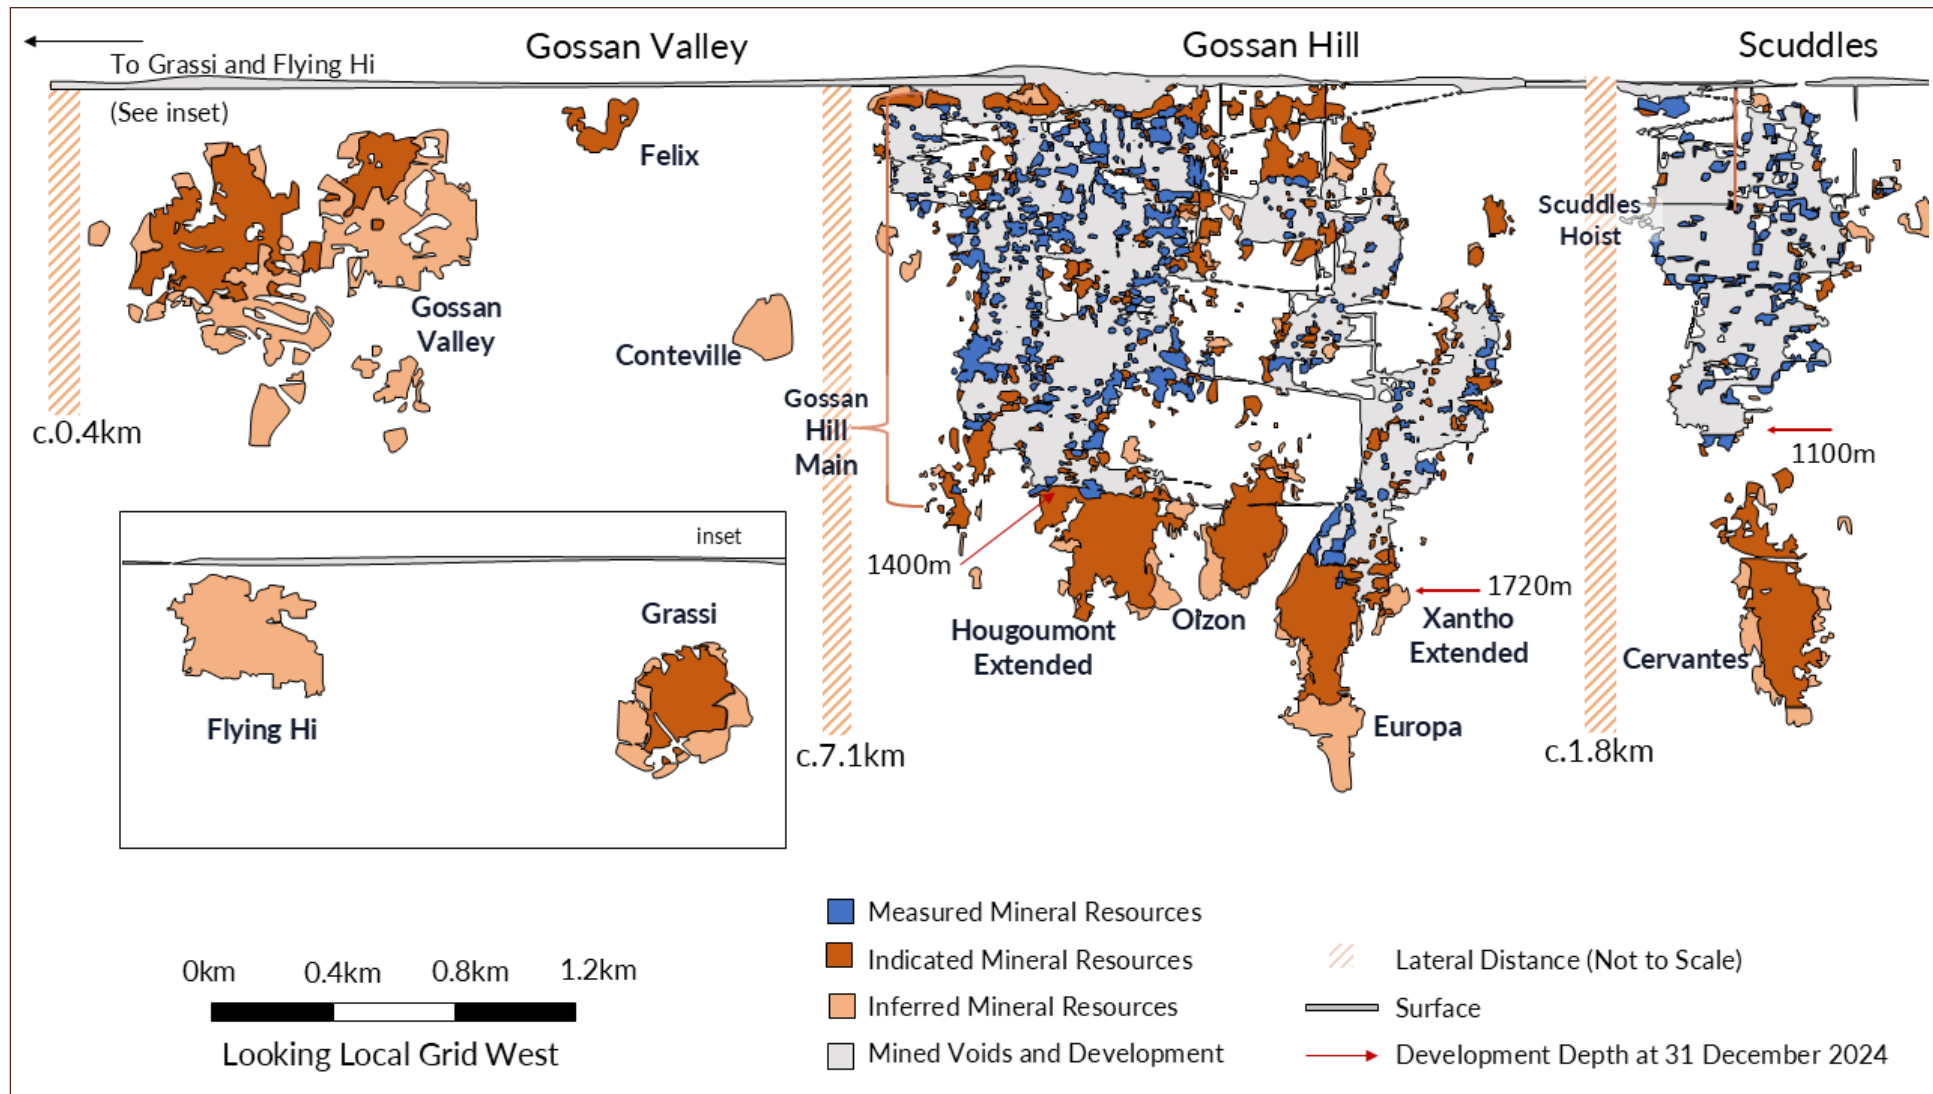 Gossan Valley
Gossan Hill
Scuddles
To Grassi and Flying Hi
(See inset)
Felix
Scuddles
Hoist
Gossan
Valley
Conteville
Gossan
Hill
Main
c.0.4km
1100m
inset
1400m
1720m
Grassi
Hougoumont
Extended
Oizon
Xantho
Extended
Cervantes
Flying Hi
Europa
c.7.1km
c.1.8km
Measured Mineral Resources
Indicated Mineral Resources
Inferred Mineral Resources
Mined Voids and Development
Lateral Distance (Not to Scale)
Surface
Development Depth at 31 December 2024
0km 0.4km 0.8km 1.2km
Looking Local Grid West